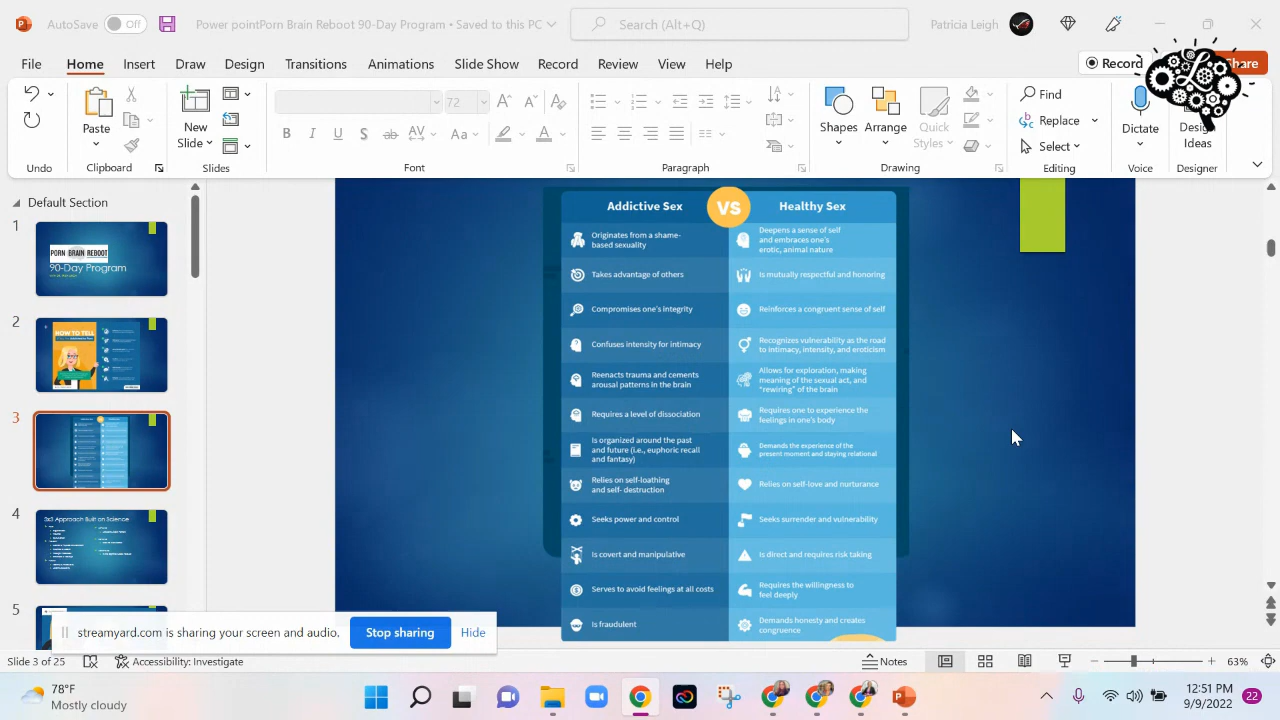 AutoSave
Off
Power pointPorn Brain Reboot 90-Day Program • Saved to this PC
Search (Alt+Q)
Patricia Leigh
File
Home
Insert
Draw
Design
Transitions
Animations
Slide Show
Record
Review
View
Help
Record
Share
Paste
New
Slide
72
B I U S ab AV
Aa
A
Shapes
Arrange
Quick
Styles
Find
Replace
Select
Dictate
Design
Ideas
Undo
Clipboard
Slides
Font
Paragraph
Drawing
Editing
Voice
Designer
Default Section
1
PORN BRAIN REBOOT
90-Day Program
2
HOW TO TELL
3
4
3x3 Approach Built on Science
5
Addictive Sex
VS
Healthy Sex
Originates from a shame-
based sexuality
Deepens a sense of self
and embraces one's
erotic, animal nature
Takes advantage of others
Is mutually respectful and honoring
Compromises one's integrity
Reinforces a congruent sense of self
Confuses intensity for intimacy
Recognizes vulnerability as the road
to intimacy, intensity, and eroticism
Reenacts trauma and cements
arousal patterns in the brain
Allows for exploration, making
meaning of the sexual act, and
"rewiring" of the brain
Requires a level of dissociation
Requires one to experience the
feelings in one's body
Is organized around the past
and future (i.e., euphoric recall
and fantasy)
Demands the experience of the
present moment and staying relational
Relies on self-loathing
and self- destruction
Relies on self-love and nurturance
Seeks power and control
Seeks surrender and vulnerability
Is covert and manipulative
Is direct and requires risk taking
Serves to avoid feelings at all costs
Requires the willingness to
feel deeply
Is fraudulent
Demands honesty and creates
congruence
is sharing your screen and audio.
Stop sharing
Hide
Slide 3 of 25
Accessibility: Investigate
Notes
63%
78°F
Mostly cloudy
12:51 PM
9/9/2022
22